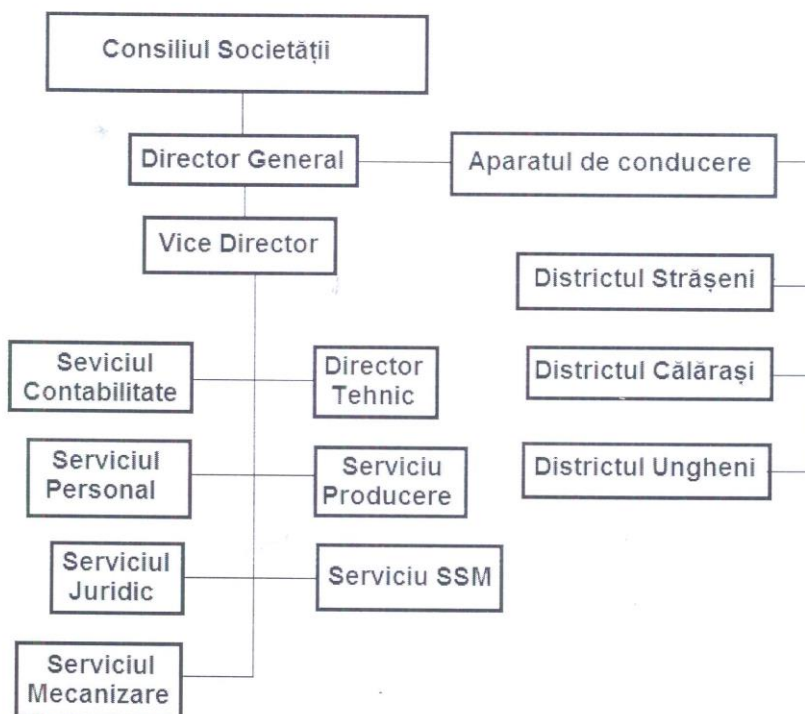 Consiliul Societății
Director General
Aparatul de conducere
Vice Director
Districtul Strășeni
Seviciul
Contabilitate
Director
Tehnic
Districtul Călărași
Serviciul
Personal
Serviciu
Producere
Districtul Ungheni
Serviciul
Juridic
Serviciu SSM
Serviciul
Mecanizare